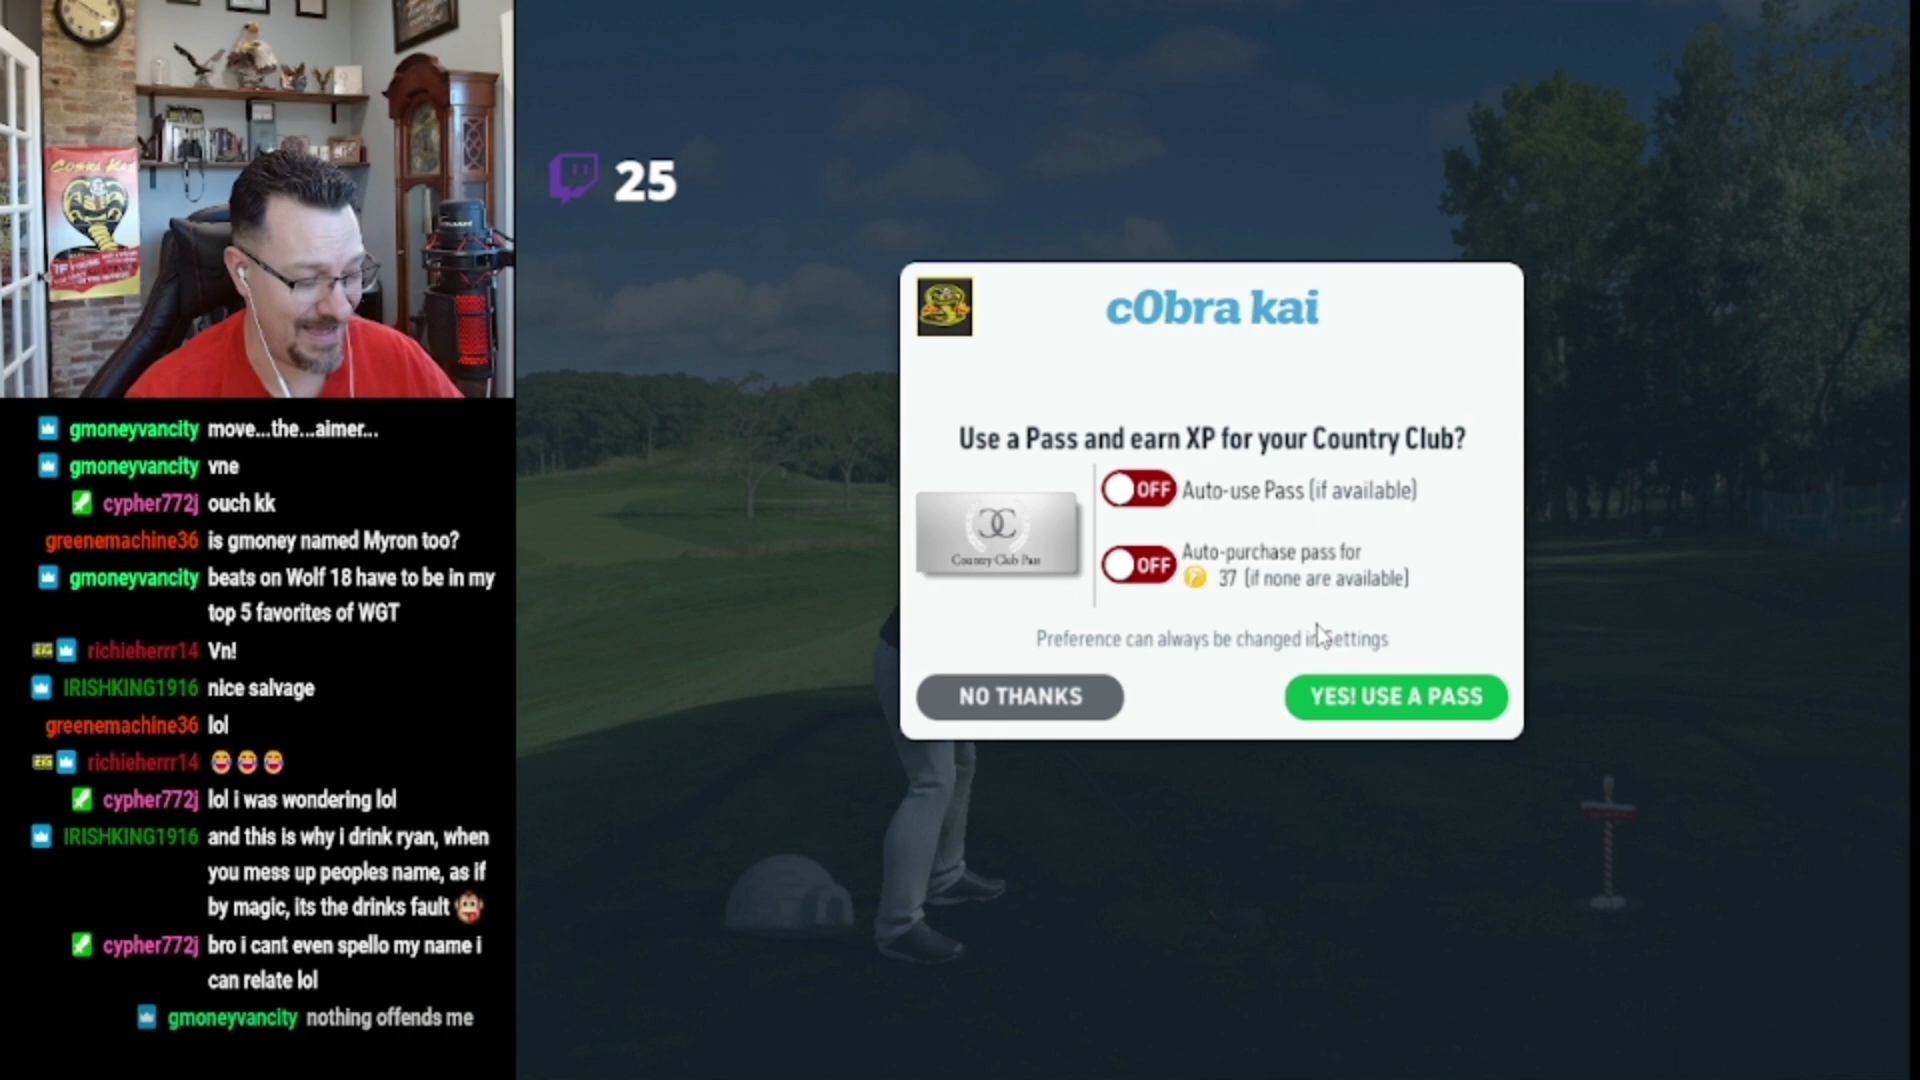 COBRA KAI
25
c0bra kai
Use a Pass and earn XP for your Country Club?
OFF Auto-use Pass (if available)
Country Club Pass
OFF Auto-purchase pass for
37 (if none are available)
Preference can always be changed in Settings
NO THANKS
YES! USE A PASS
gmoneyvancity move...the...aimer...
gmoneyvancity vne
cypher772j ouch kk
greenemachine36 is gmoney named Myron too?
gmoneyvancity beats on Wolf 18 have to be in my
top 5 favorites of WGT
richieherrr14 Vn!
IRISHKING1916 nice salvage
greenemachine36 lol
richieherrr14 😂😂😂
cypher772j lol i was wondering lol
IRISHKING1916 and this is why i drink ryan, when
you mess up peoples name, as if
by magic, its the drinks fault
cypher772j bro i cant even spello my name i
can relate lol
gmoneyvancity nothing offends me